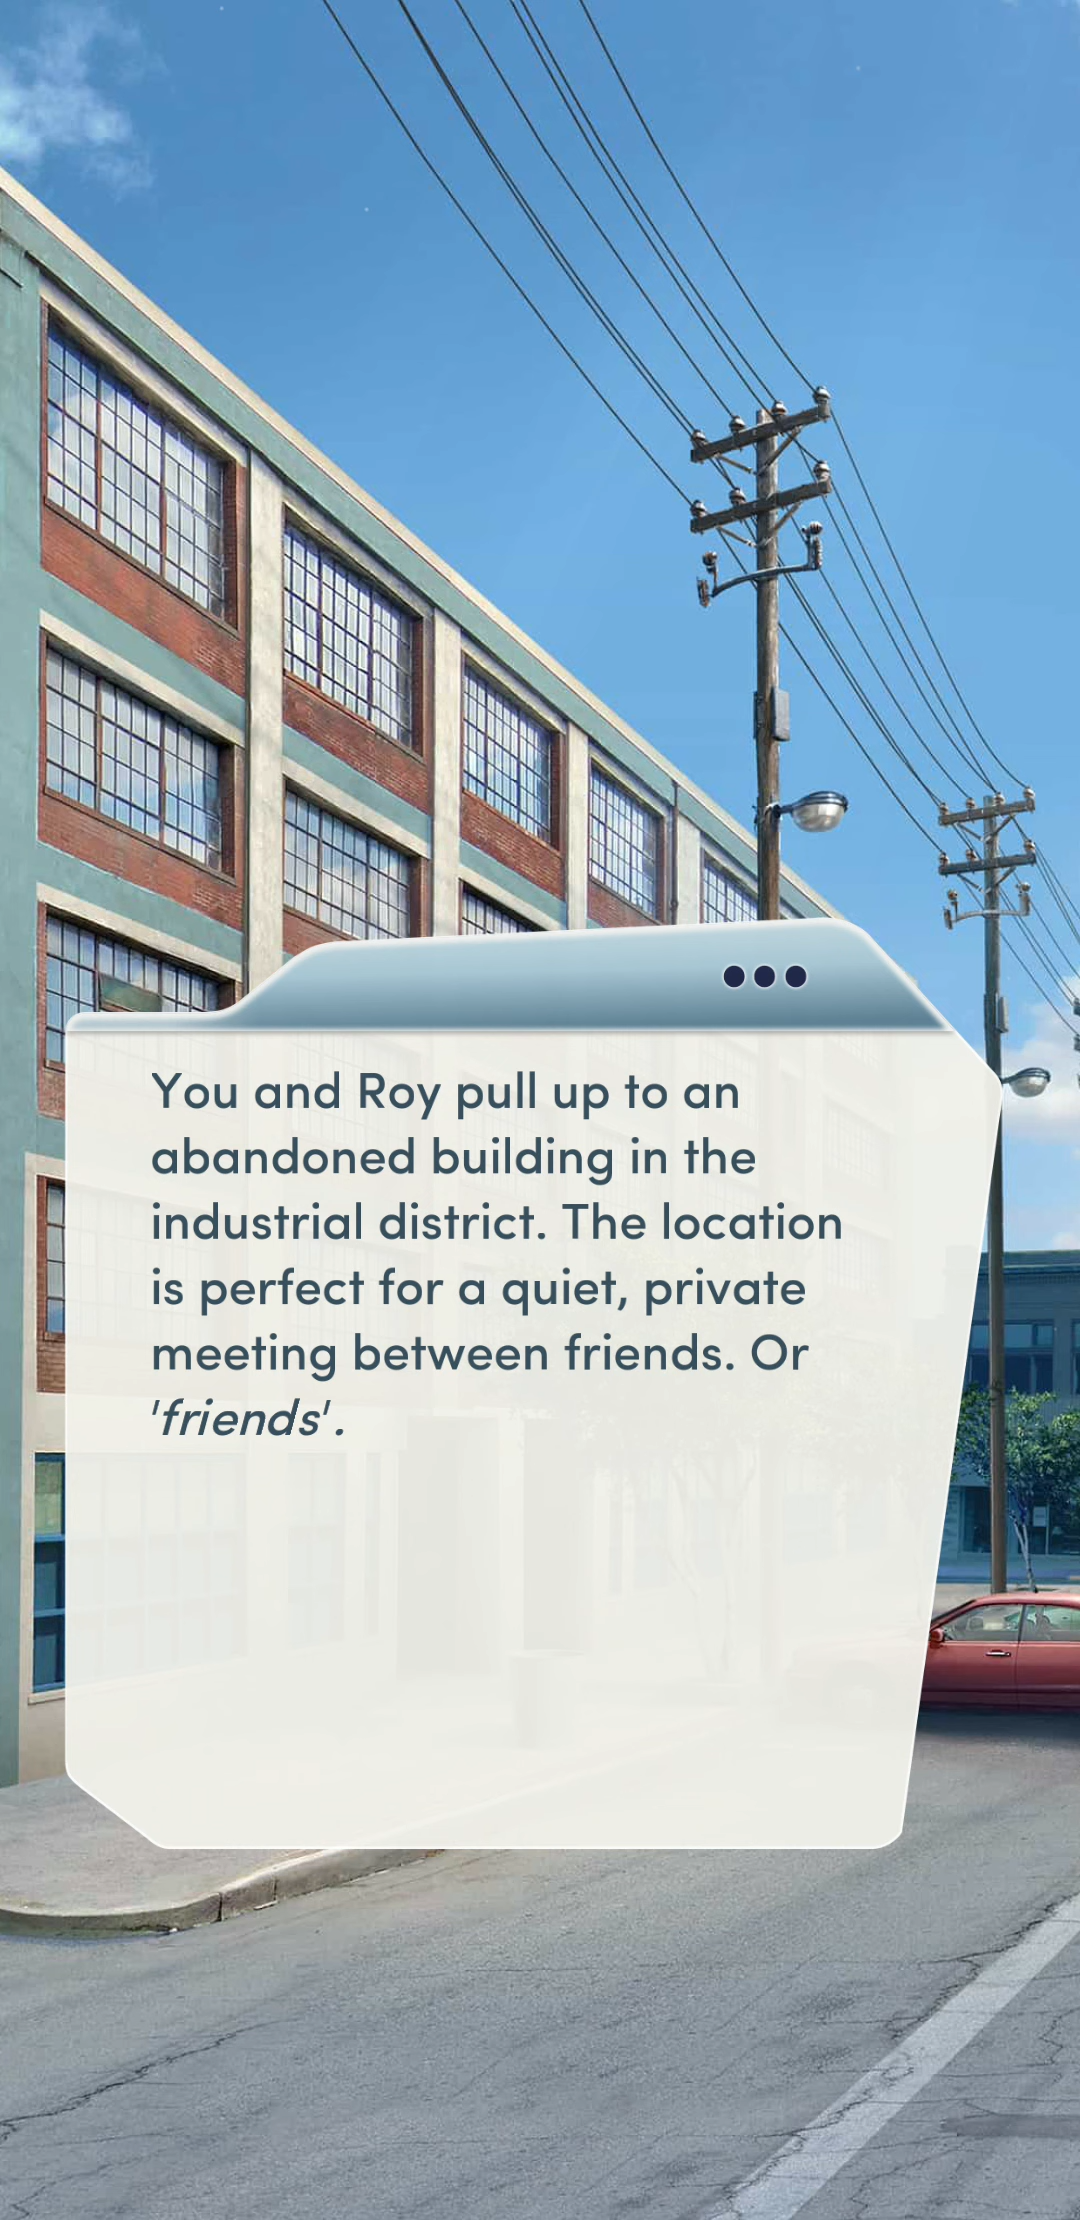 You and Roy pull up to an
abandoned building in the
industrial district. The location
is perfect for a quiet, private
meeting between friends. Or
'friends'.